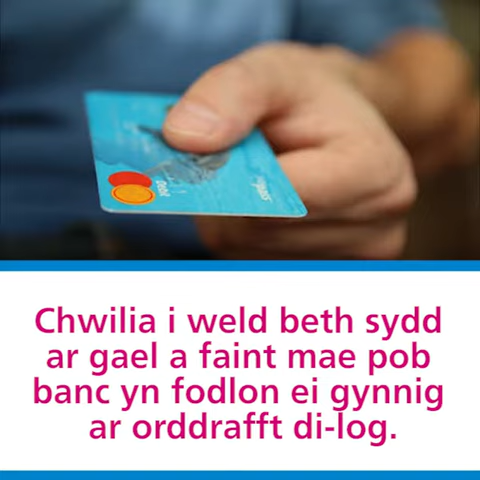 Chwilia i weld beth sydd
ar gael a faint mae pob
banc yn fodlon ei gynnig
ar orddrafft di-log.